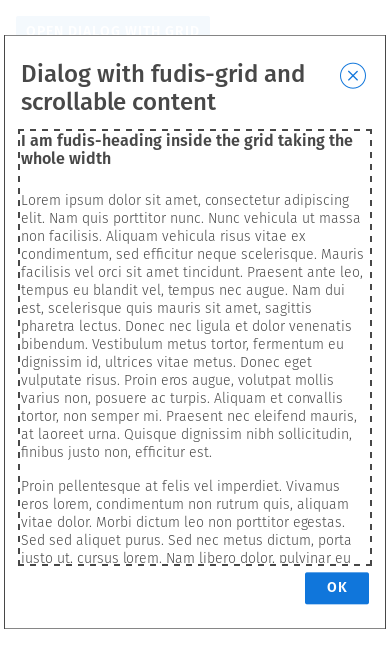 OPEN DIALOG WITH GRID
Dialog with fudis-grid and
scrollable content
I am fudis-heading inside the grid taking the
whole width
Lorem ipsum dolor sit amet, consectetur adipiscing
elit. Nam quis porttitor nunc. Nunc vehicula ut massa
non facilisis. Aliquam vehicula risus vitae ex
condimentum, sed efficitur neque scelerisque. Mauris
facilisis vel orci sit amet tincidunt. Praesent ante leo,
tempus eu blandit vel, tempus nec augue. Nam dui
est, scelerisque quis mauris sit amet, sagittis
pharetra lectus. Donec nec ligula et dolor venenatis
bibendum. Vestibulum metus tortor, fermentum eu
dignissim id, ultrices vitae metus. Donec eget
vulputate risus. Proin eros augue, volutpat mollis
varius non, posuere ac turpis. Aliquam et convallis
tortor, non semper mi. Praesent nec eleifend mauris,
at laoreet urna. Quisque dignissim nibh sollicitudin,
finibus justo non, efficitur est.
Proin pellentesque at felis vel imperdiet. Vivamus
eros lorem, condimentum non rutrum quis, aliquam
vitae dolor. Morbi dictum leo non porttitor egestas.
Sed sed aliquet purus. Sed nec metus dictum, porta
justo ut, cursus lorem. Nam libero dolor, pulvinar eu
OK